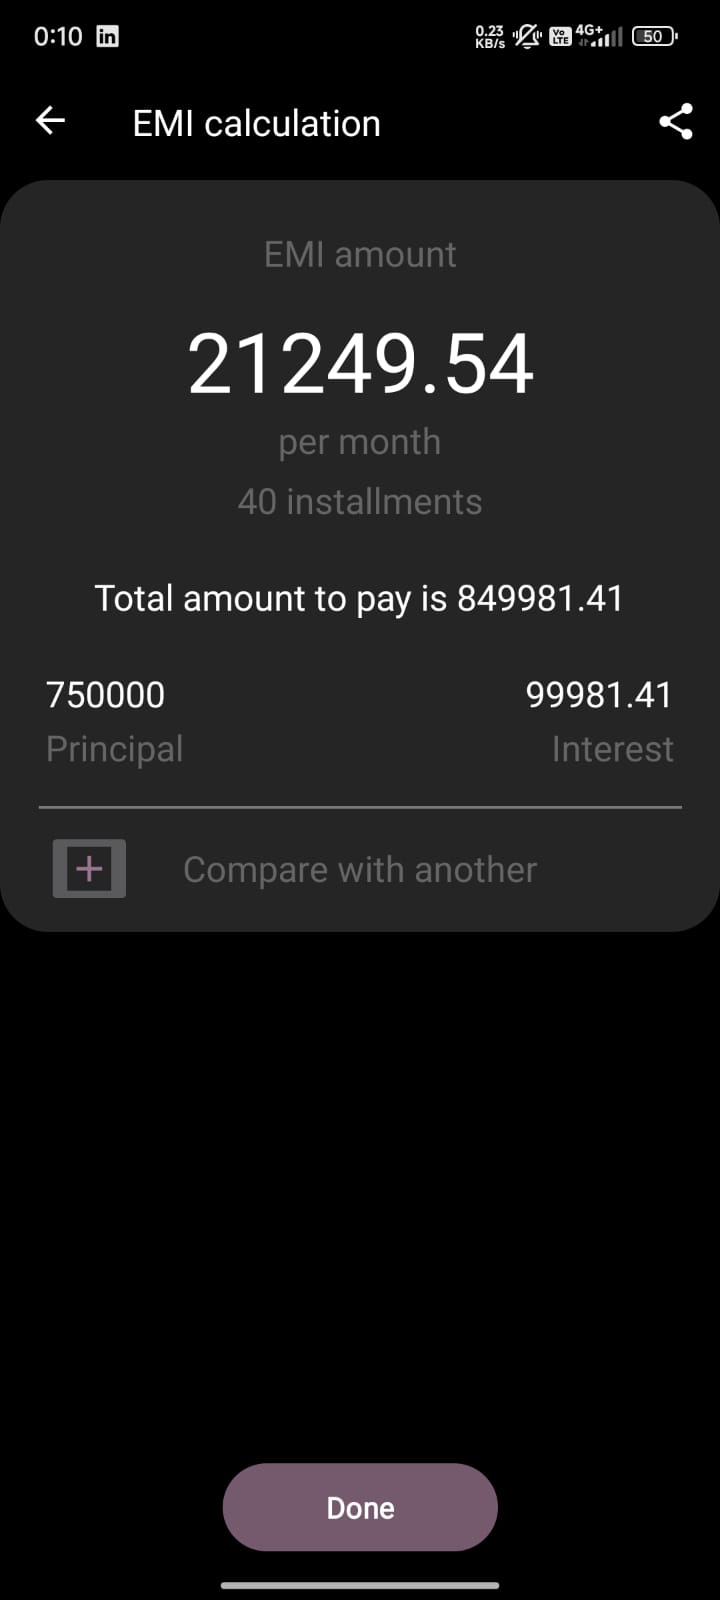 0:10 in 0.23 KB/s Vo LTE 4G+ 50
EMI calculation
EMI amount
21249.54
per month
40 installments
Total amount to pay is 849981.41
750000 99981.41
Principal Interest
+ Compare with another
Done